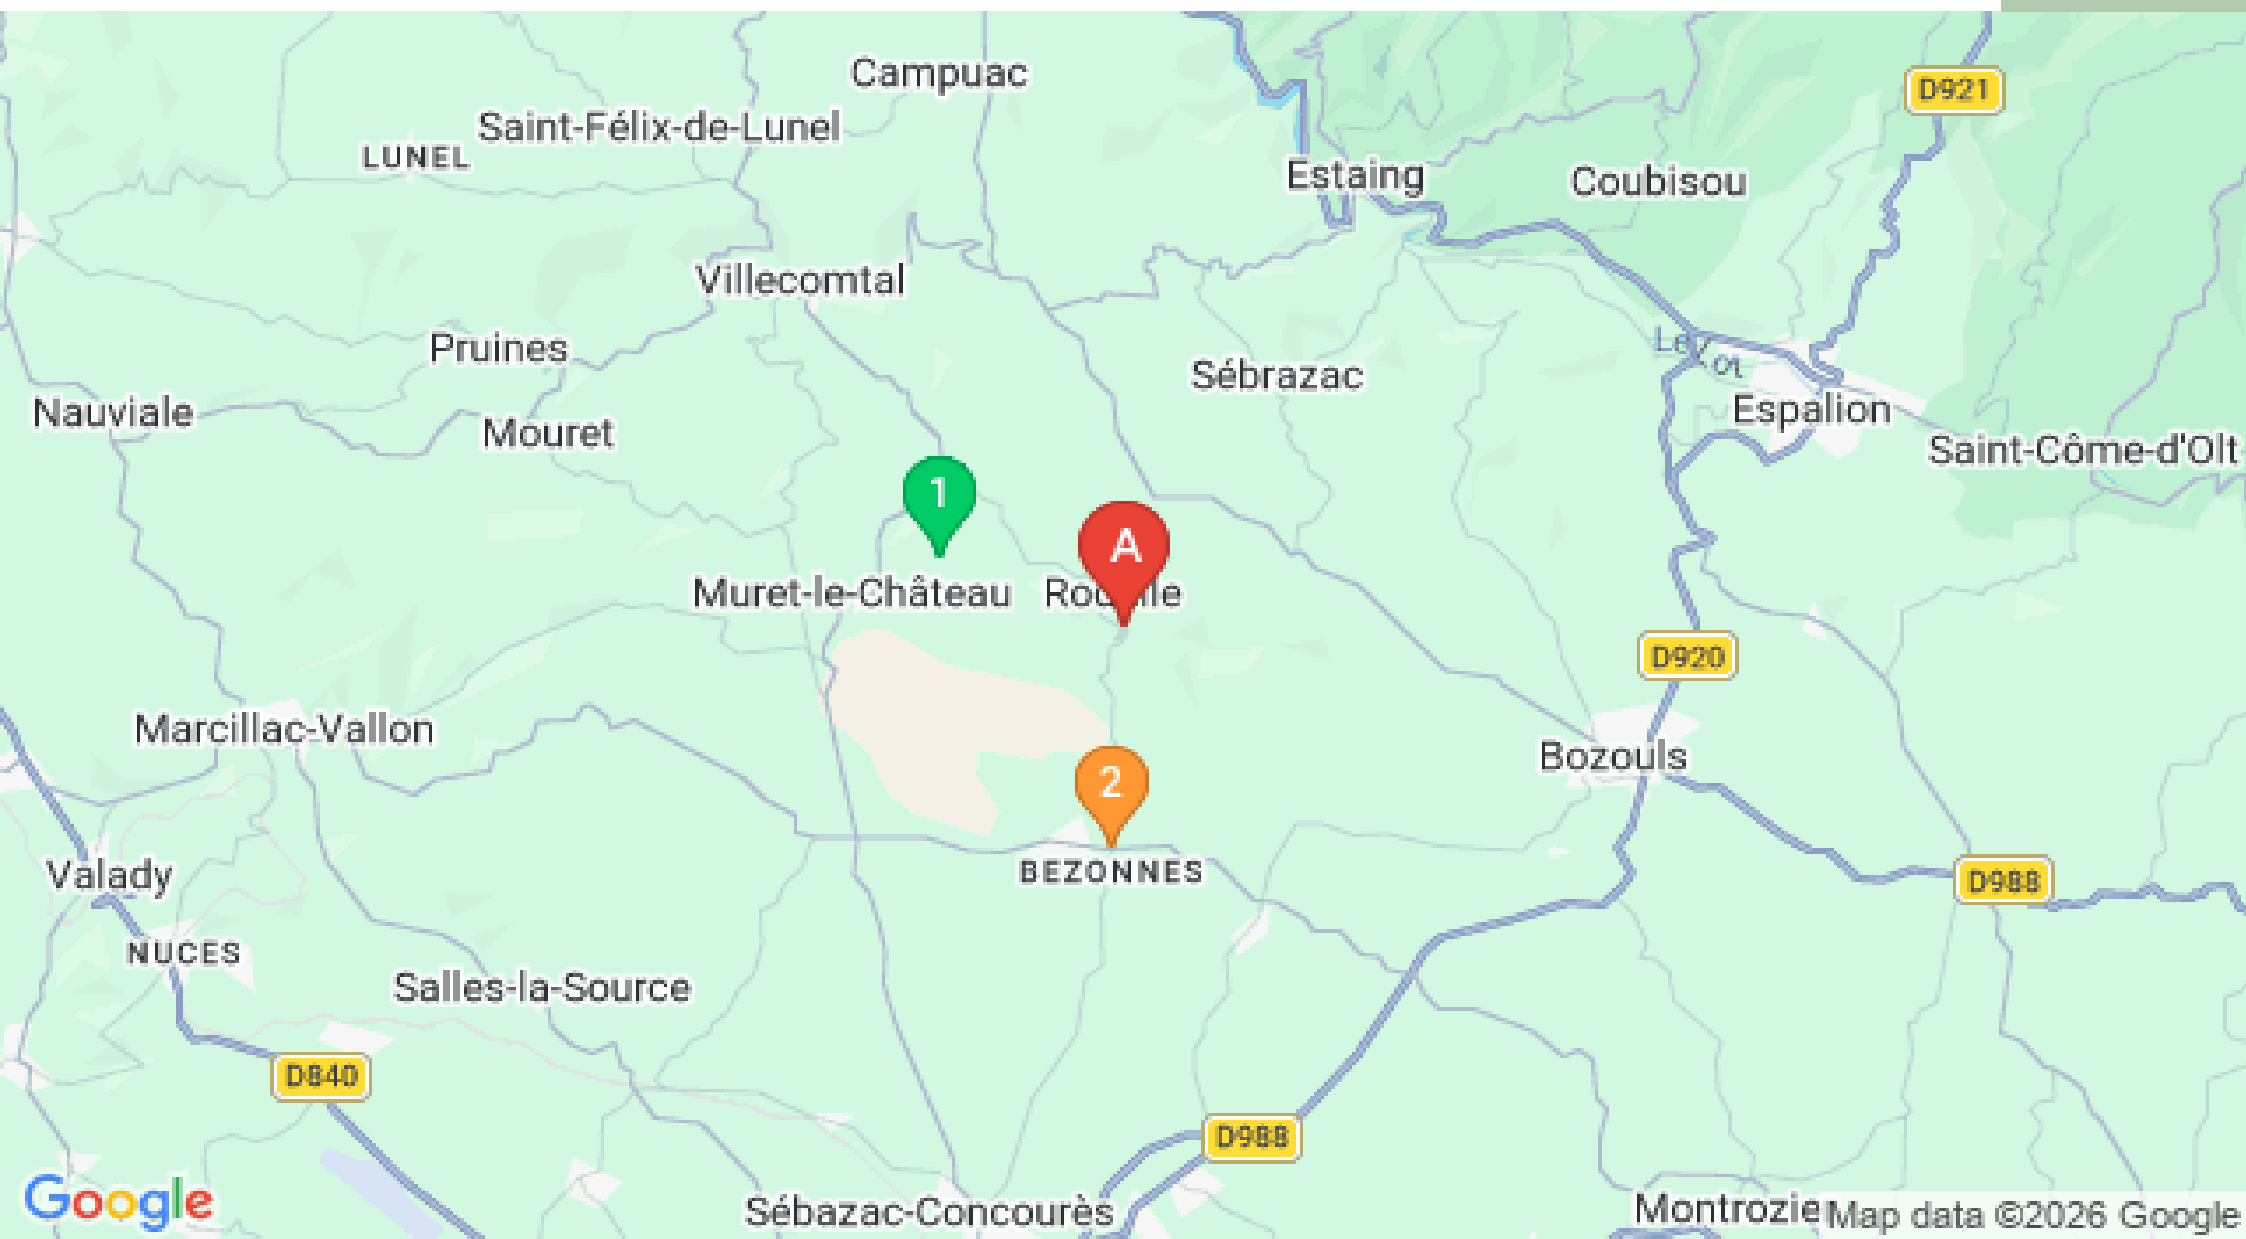 Campuac
D921
Saint-Félix-de-Lunel
LUNEL
Estaing
Coubisou
Villecomtal
Pruines
Sébrazac
Nauviale
Mouret
Espalion
Saint-Côme-d'Olt
1
A
Muret-le-Château
D920
Marcillac-Vallon
Bozouls
2
Valady
BEZONNES
D988
NUCES
Salles-la-Source
D840
D988
Google
Sébazac-Concourès
Map data ©2026 Google